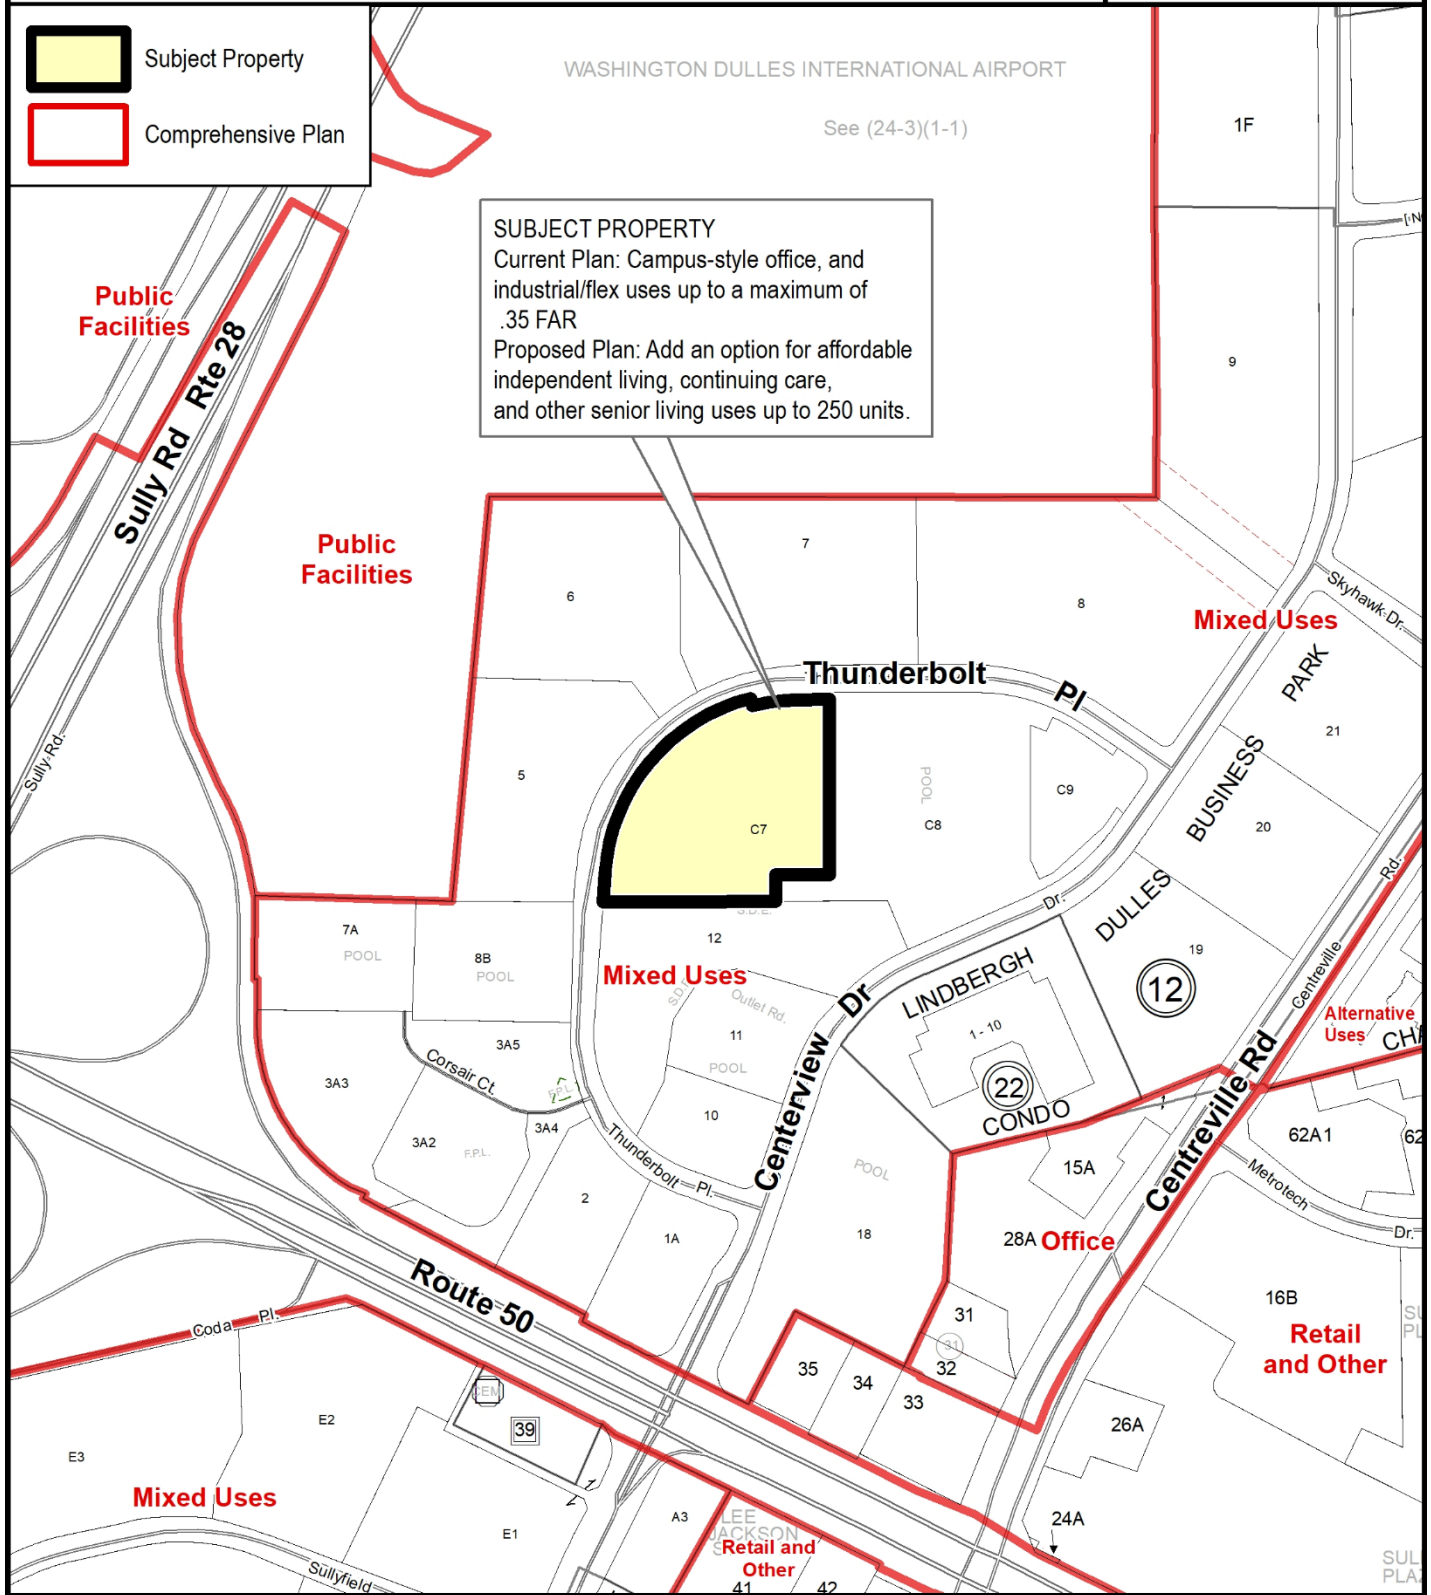 Subject Property
Comprehensive Plan
WASHINGTON DULLES INTERNATIONAL AIRPORT
See (24-3)(1-1)
1F
SUBJECT PROPERTY
Current Plan: Campus-style office, and
industrial/flex uses up to a maximum of
.35 FAR
Proposed Plan: Add an option for affordable
independent living, continuing care,
and other senior living uses up to 250 units.
Public
Facilities
Sully Rd Rte 28
9
Public
Facilities
7
6
8
Skyhawk Dr.
Mixed Uses
Thunderbolt Pl
PARK
21
Sully Rd.
5
POOL
C9
BUSINESS
C7
C8
20
Rd.
Dr.
DULLES
S.D.E.
7A
POOL
8B
POOL
12
Mixed Uses
19
12
Centreville
LINDBERGH
Outlet Rd.
Alternative
Uses
11
POOL
1 - 10
3A5
Corsair Ct.
3A3
22
CONDO
F.P.L.
10
Centerview Dr
3A4
3A2
F.P.L.
Thunderbolt Pl.
62A1
62
15A
POOL
Centreville Rd
Metrotech Dr.
2
1A
18
28A
Office
Route 50
16B
Coda Pl.
31
31
32
Retail
and Other
35
34
33
CEM
39
26A
E2
E3
Mixed Uses
24A
E1
A3
LEE
JACKSON
Retail and
Other
41
42
Sullyfield